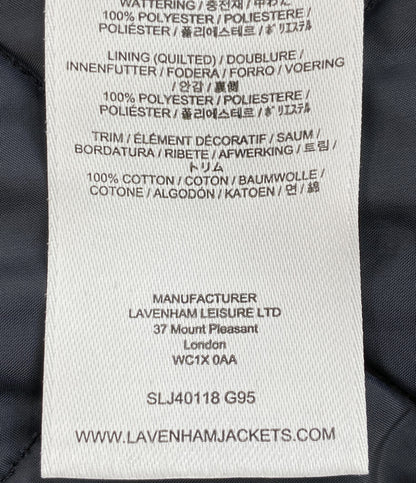 WATTERING / 충전재 / 中わた
100% POLYESTER / POLIESTERE /
POLIÉSTER / 폴리에스테르 / ﾎﾟﾘｴｽﾃﾙ
LINING (QUILTED) / DOUBLURE /
INNENFUTTER / FODERA / FORRO / VOERING
/ 안감 / 裏側
100% POLYESTER / POLIESTERE /
POLIÉSTER / 폴리에스테르 / ﾎﾟﾘｴｽﾃﾙ
TRIM / ÉLÉMENT DÉCORATIF / SAUM /
BORDATURA / RIBETE / AFWERKING / 트림 /
トリム
100% COTTON / COTON / BAUMWOLLE /
COTONE / ALGODÓN / KATOEN / 면 / 綿
MANUFACTURER
LAVENHAM LEISURE LTD
37 Mount Pleasant
London
WC1X 0AA
SLJ40118 G95
WWW.LAVENHAMJACKETS.COM